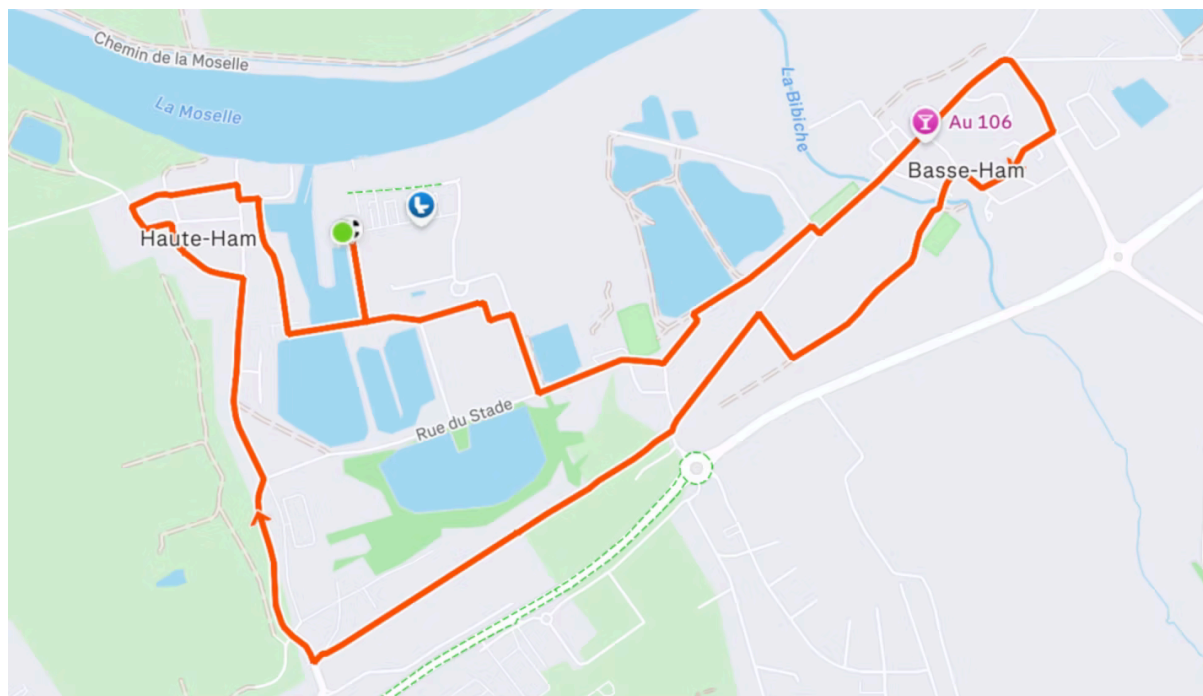 Chemin de la Moselle
La Moselle
La Bibiche
Au 106
Basse-Ham
Haute-Ham
Rue du Stade